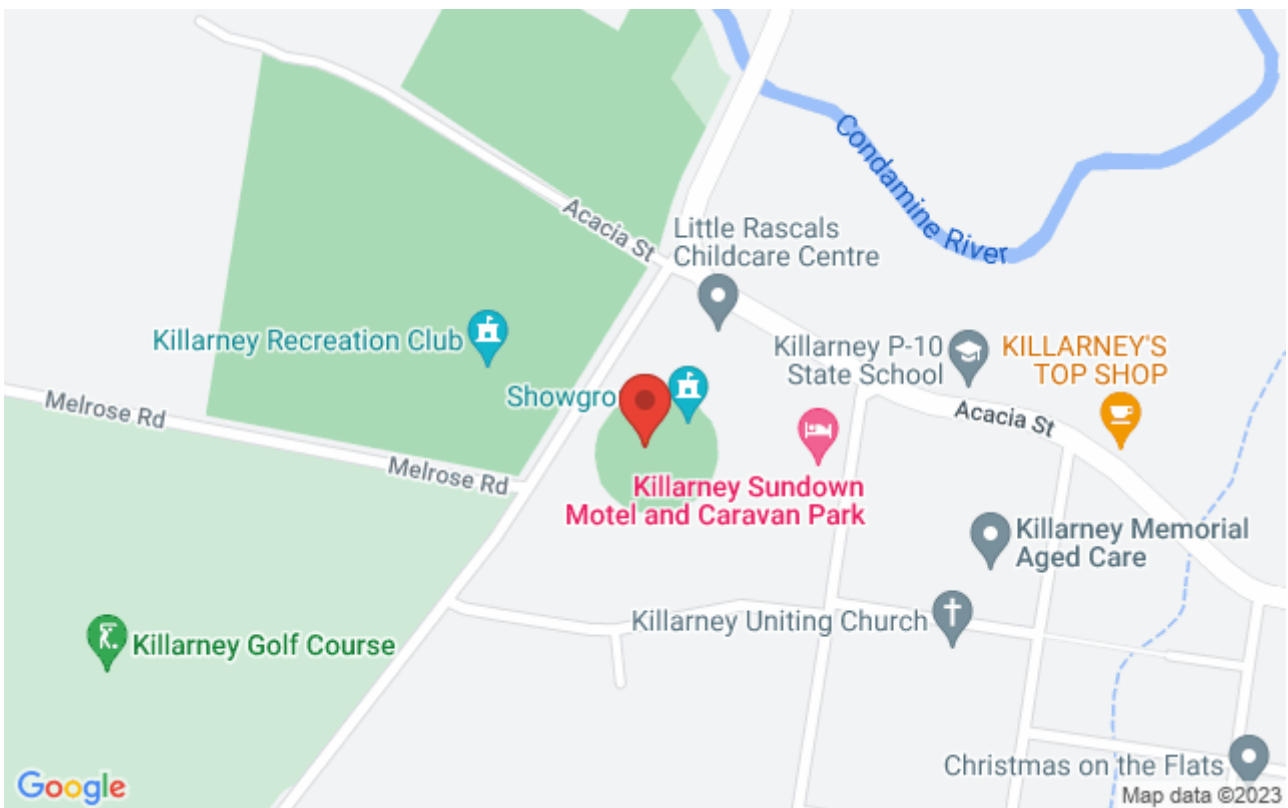 Acacia St
Condamine River
Little Rascals
Childcare Centre
Killarney Recreation Club
Killarney P-10
State School
KILLARNEY'S
TOP SHOP
Showgro
Melrose Rd
Acacia St
Melrose Rd
Killarney Sundown
Motel and Caravan Park
Killarney Memorial
Aged Care
Killarney Uniting Church
Killarney Golf Course
Christmas on the Flats
Google
Map data ©2023